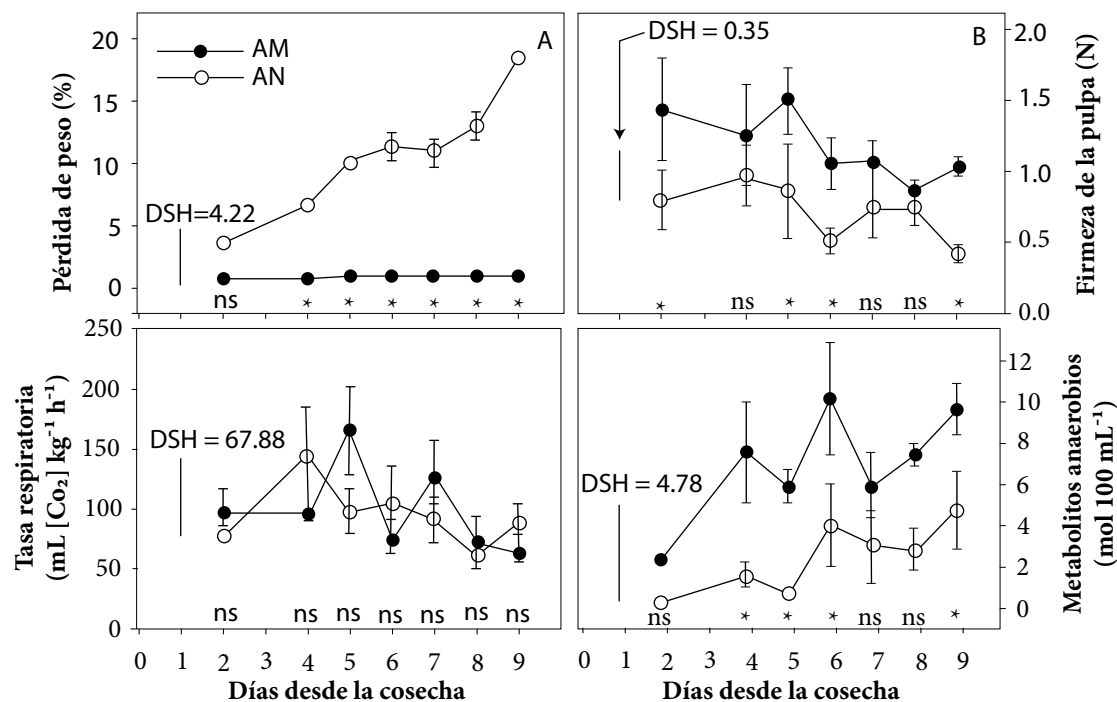 AM
AN
A
20
15
10
5
0
Pérdida de peso (%)
DSH=4.22
ns * * * * * *
DSH = 0.35
B
2.0
1.5
1.0
0.5
0.0
Firmeza de la pulpa (N)
* ns * * ns ns *
250
200
150
100
50
0
Tasa respiratoria
(mL [Co₂] kg⁻¹ h⁻¹)
DSH = 67.88
ns ns ns ns ns ns ns
0 1 2 3 4 5 6 7 8 9
Días desde la cosecha
DSH = 4.78
12
10
8
6
4
2
0
Metabolitos anaerobios
(mol 100 mL⁻¹)
ns * * * ns ns *
0 1 2 3 4 5 6 7 8 9
Días desde la cosecha